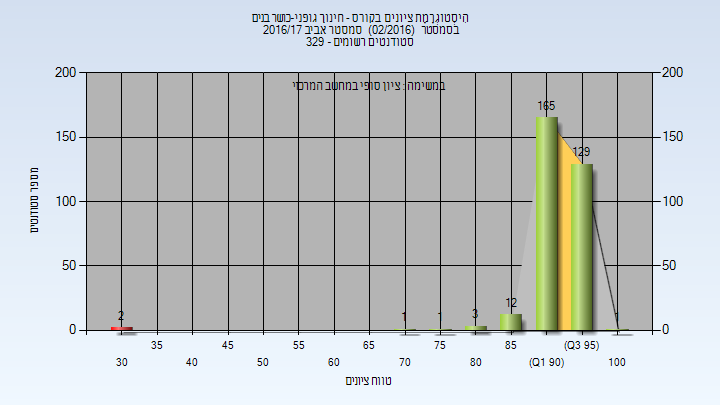 הִיסְטוֹגְרָמַת ציונים בקורס - חינוך גופני-כושר בנים
בסמסטר (02/2016) סמסטר אביב 2016/17
סטודנטים רשומים - 329
במשימה : ציון סופי במחשב המרכזי
200 200
150 150
100 100
50 50
0 0
165
129
12
3
2
1
1
1
מספר סטודנטים
35 45 55 65 75 85 (Q3 95)
30 40 50 60 70 80 (Q1 90) 100
טווח ציונים